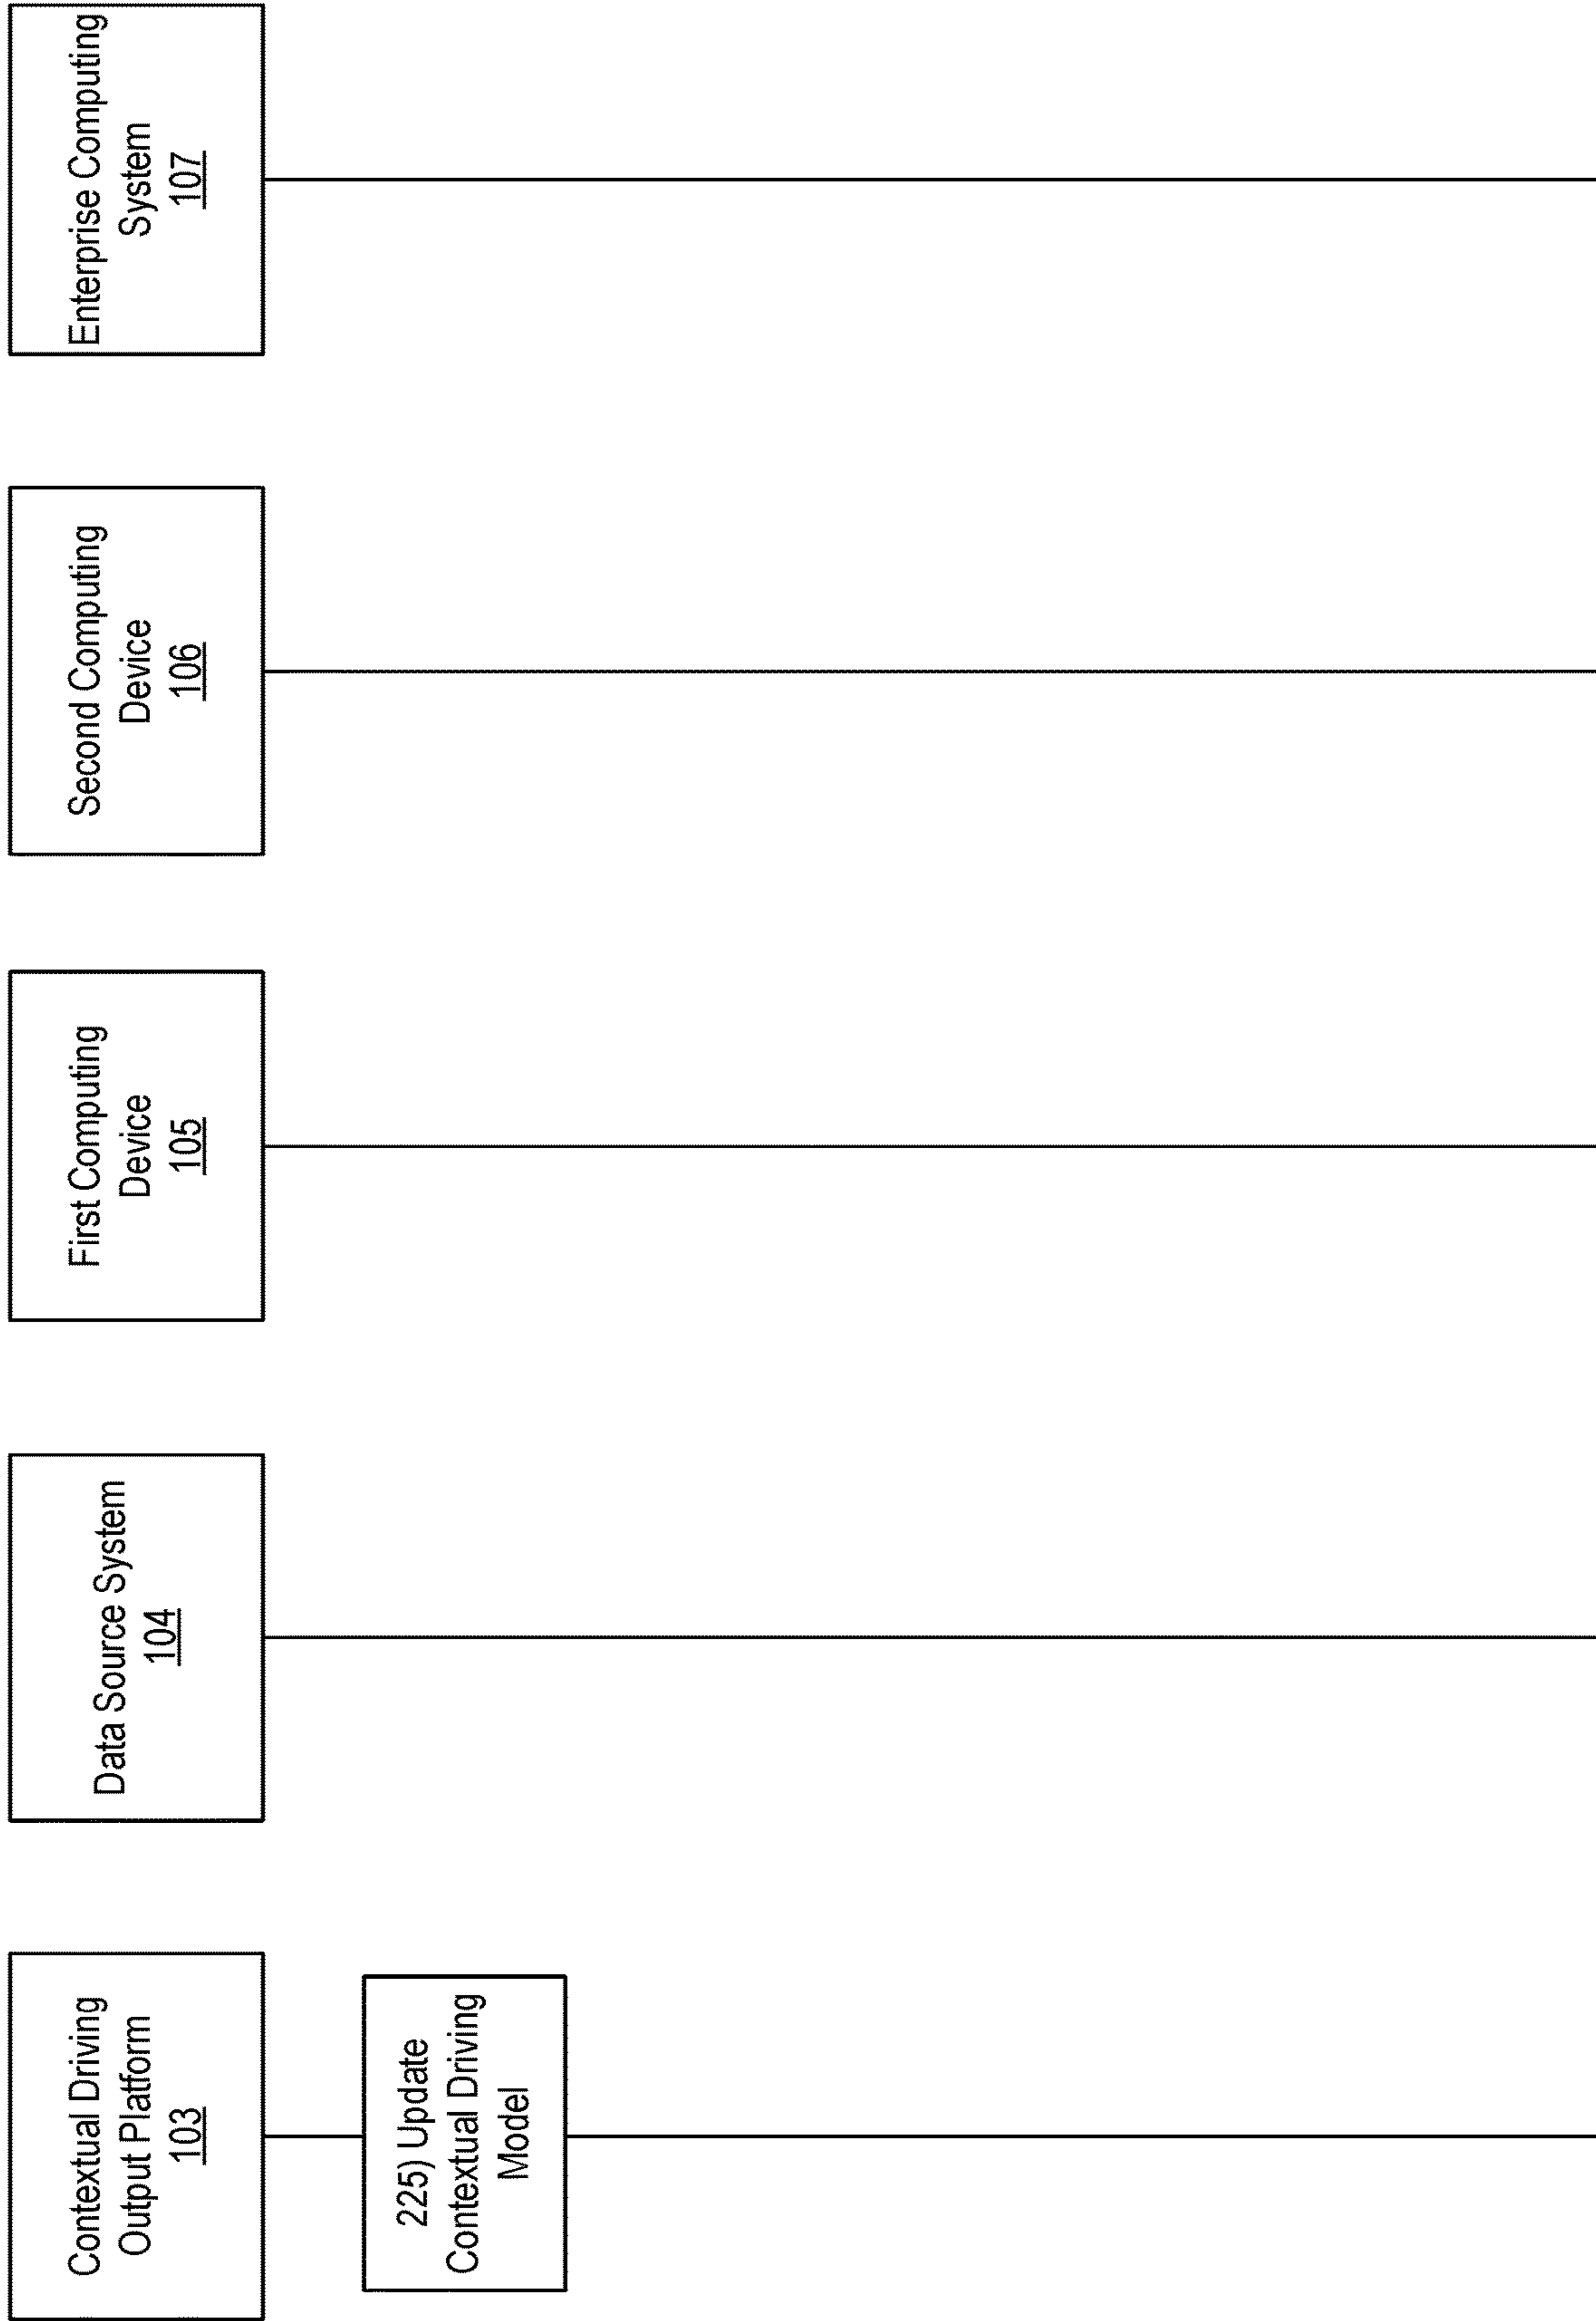 Contextual Driving
Output Platform
103
Data Source System
104
First Computing
Device
105
Second Computing
Device
106
Enterprise Computing
System
107
225) Update
Contextual Driving
Model